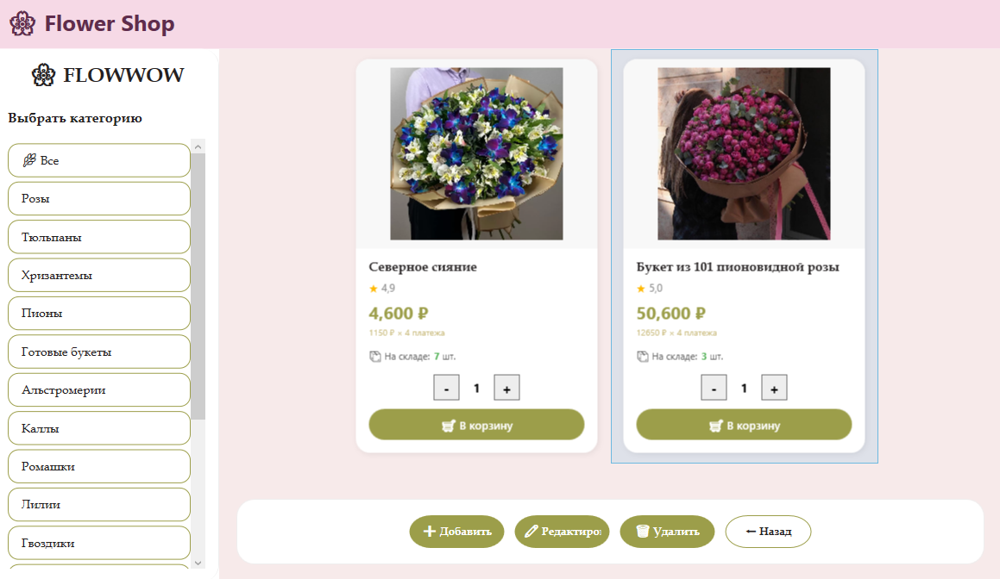 Flower Shop
FLOWWOW
Выбрать категорию
Все
Розы
Тюльпаны
Хризантемы
Пионы
Готовые букеты
Альстромерии
Каллы
Ромашки
Лилии
Гвоздики
Северное сияние
★ 4,9
4,600 ₽
1150 ₽ × 4 платежа
На складе: 7 шт.
- 1 +
В корзину
Букет из 101 пионовидной розы
★ 5,0
50,600 ₽
12650 ₽ × 4 платежа
На складе: 3 шт.
- 1 +
В корзину
Добавить
Редактиро
Удалить
← Назад